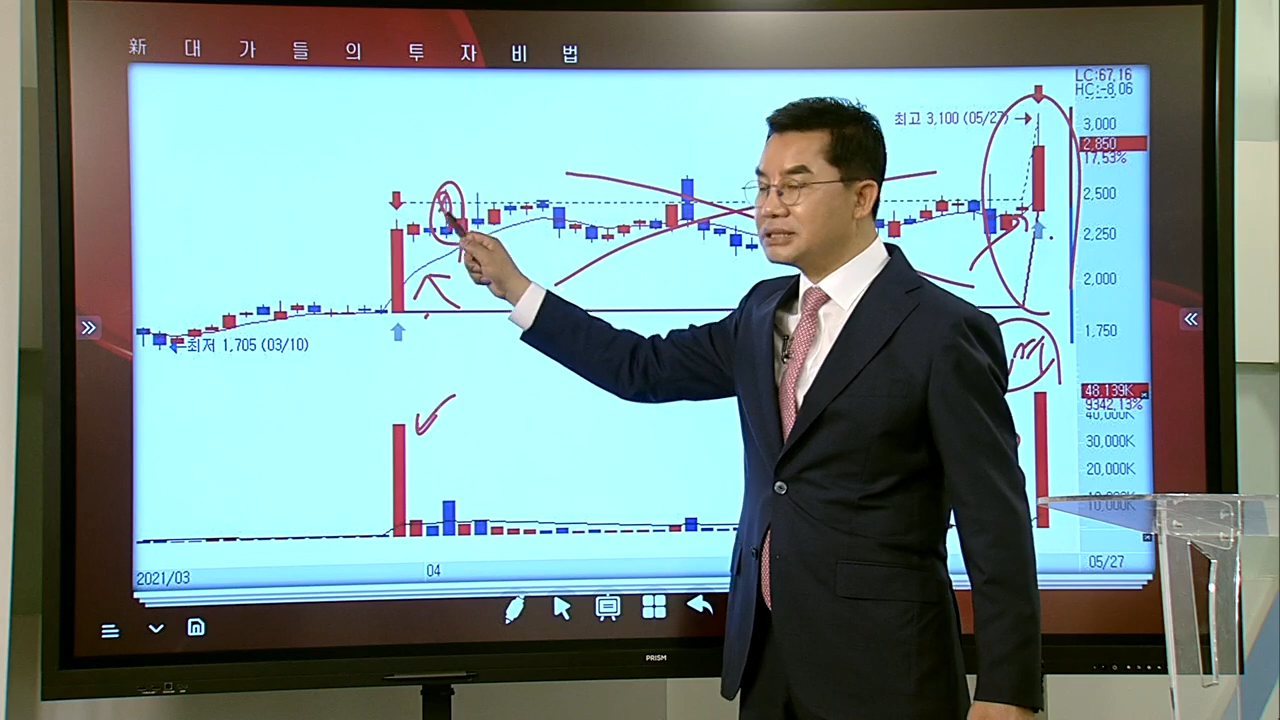 新 대가들의 투자비법
LC:67.16
HC:-8.06
최고 3,100 (05/27)
3,000
2,850
17.53%
2,500
2,250
2,000
1,750
최저 1,705 (03/10)
48,139K
9342.13%
40,000K
30,000K
20,000K
10,000K
2021/03
04
05/27
PRISM